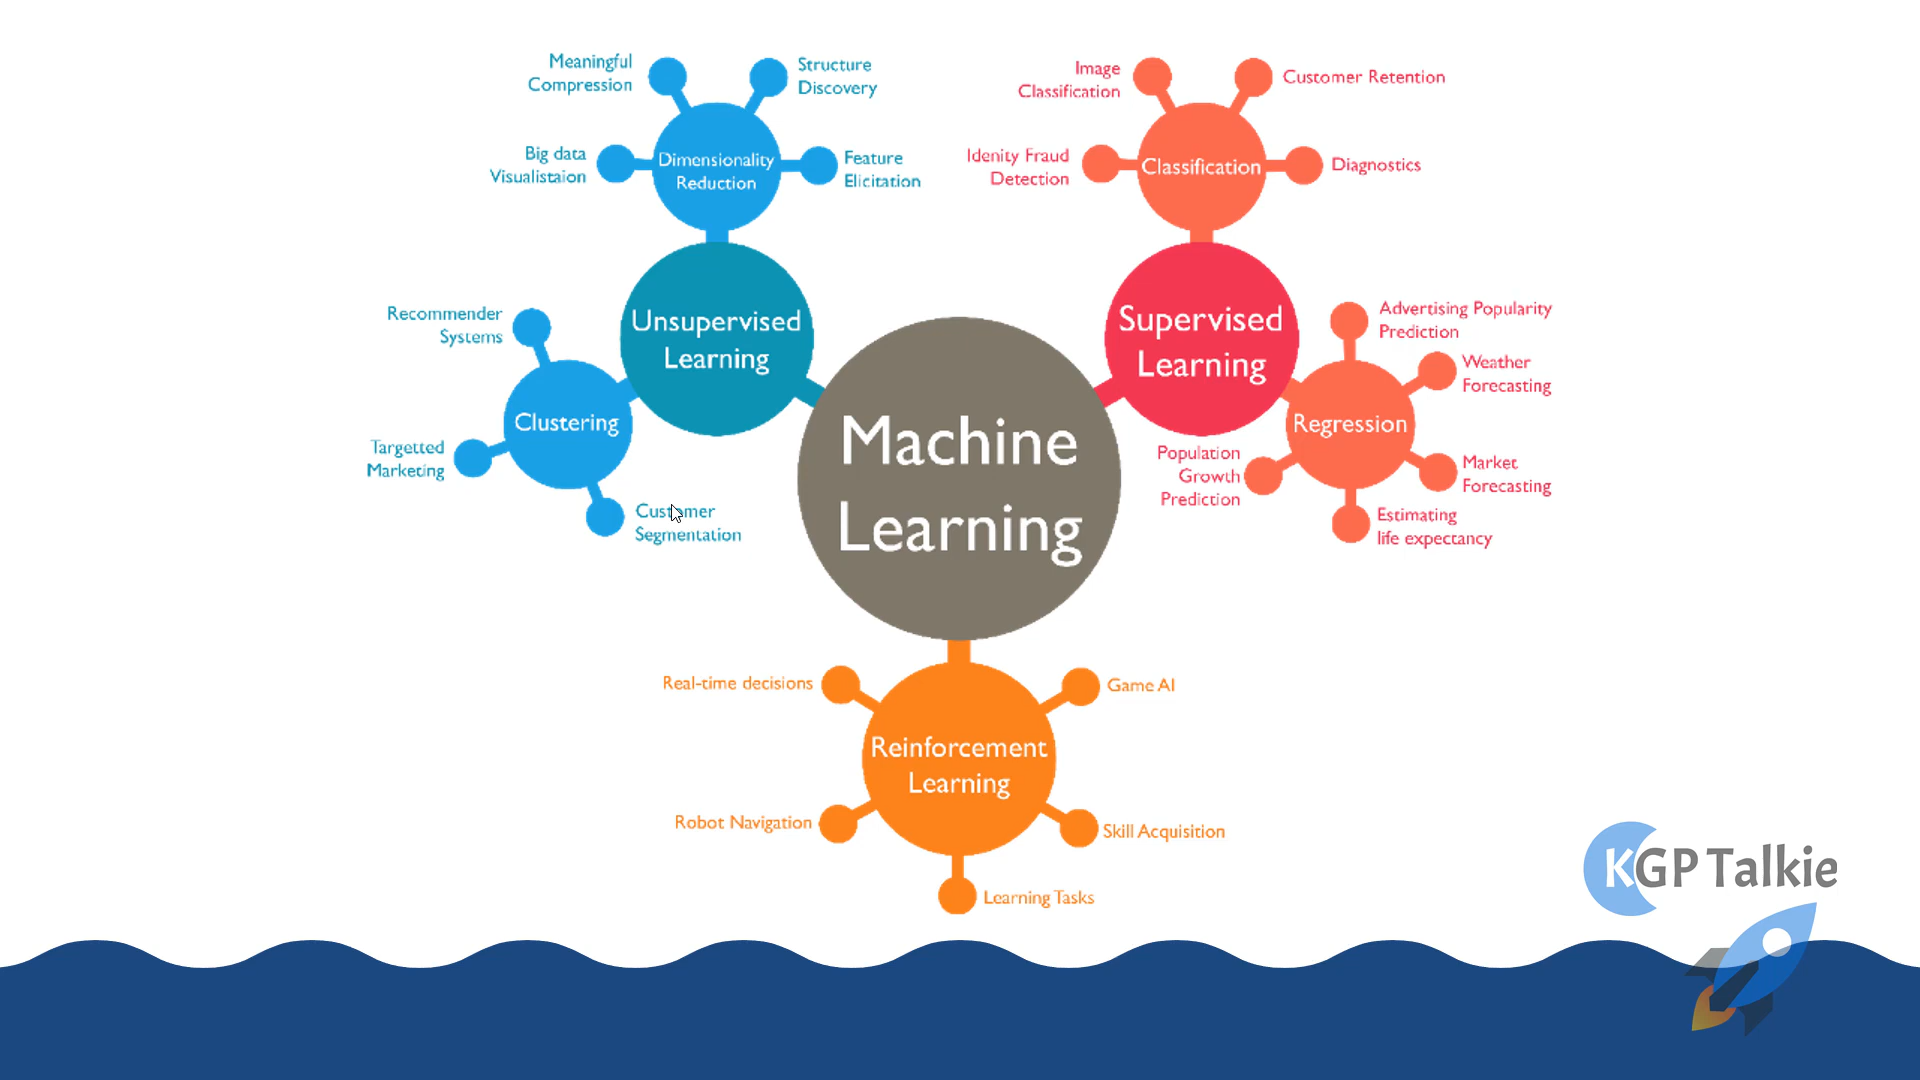 Meaningful
Compression
Structure
Discovery
Big data
Visualistaion
Dimensionality
Reduction
Feature
Elicitation
Image
Classification
Customer Retention
Idenity Fraud
Detection
Classification
Diagnostics
Unsupervised
Learning
Recommender
Systems
Clustering
Targetted
Marketing
Customer
Segmentation
Supervised
Learning
Advertising Popularity
Prediction
Weather
Forecasting
Regression
Population
Growth
Prediction
Market
Forecasting
Estimating
life expectancy
Machine
Learning
Real-time decisions
Game AI
Reinforcement
Learning
Robot Navigation
Skill Acquisition
Learning Tasks
KGP Talkie